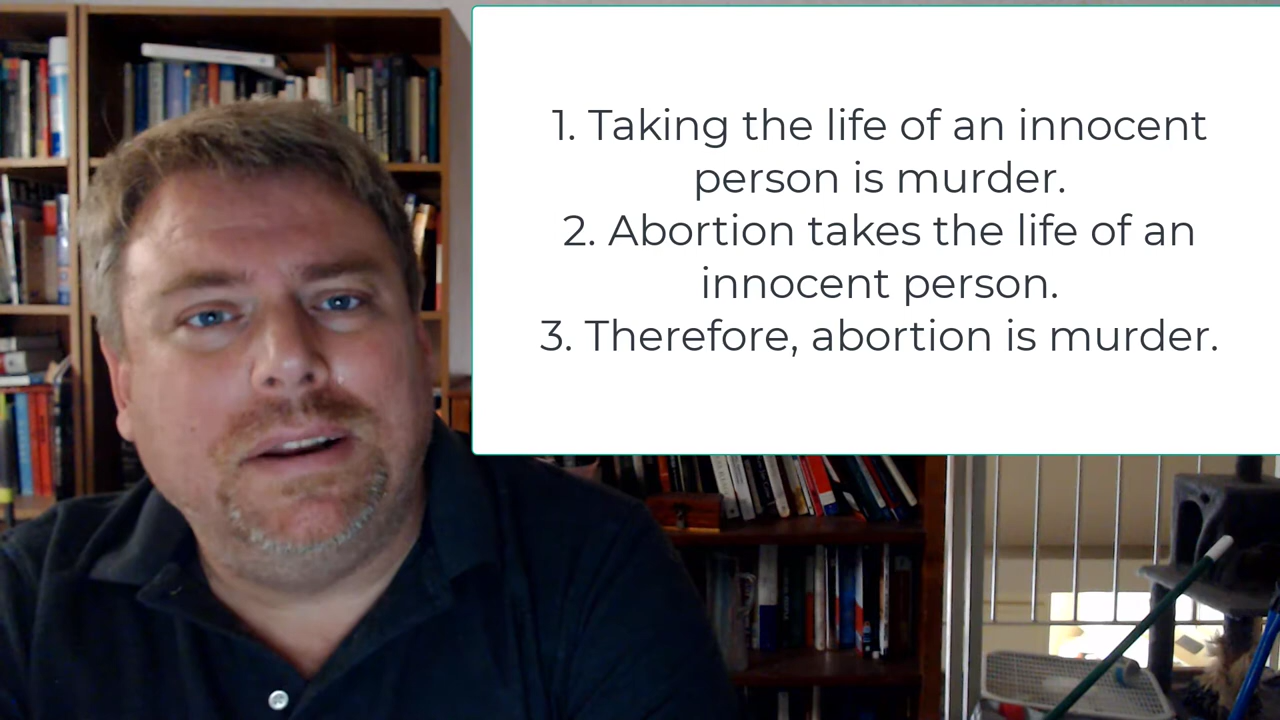 1. Taking the life of an innocent
person is murder.
2. Abortion takes the life of an
innocent person.
3. Therefore, abortion is murder.